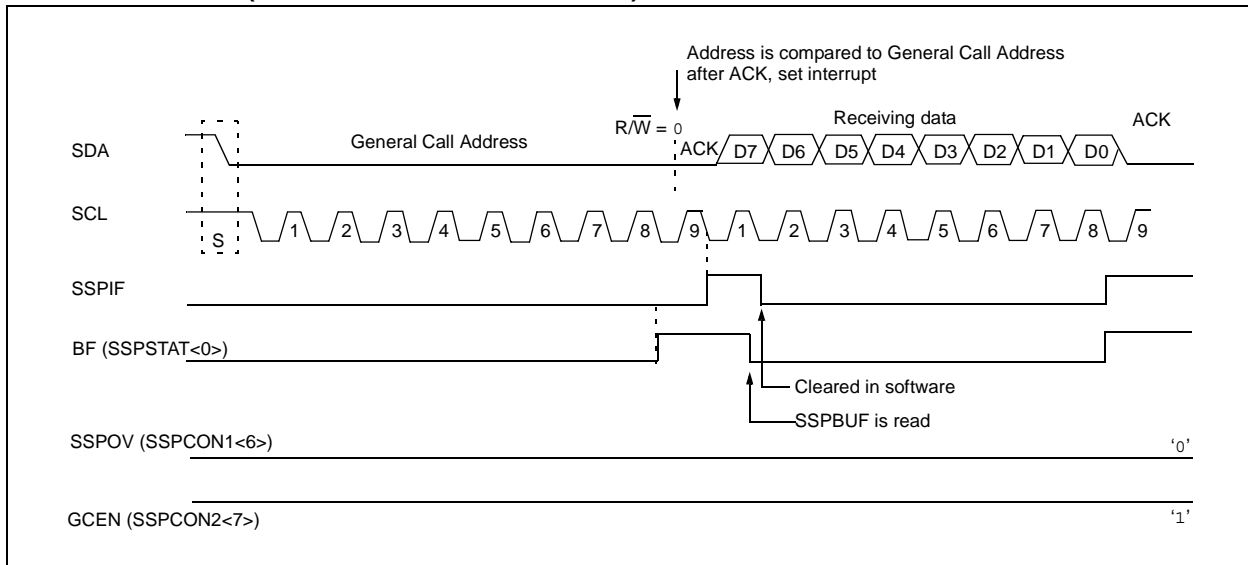 Address is compared to General Call Address
after ACK, set interrupt
R/W = 0
Receiving data
ACK
SDA
General Call Address
ACK
D7 D6 D5 D4 D3 D2 D1 D0
SCL
S
1 2 3 4 5 6 7 8 9 1 2 3 4 5 6 7 8 9
SSPIF
BF (SSPSTAT<0>)
Cleared in software
SSPBUF is read
SSPOV (SSPCON1<6>)
‘0’
GCEN (SSPCON2<7>)
‘1’